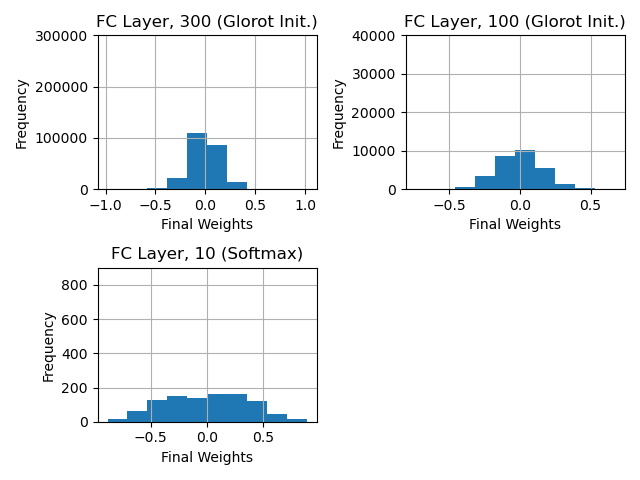 FC Layer, 300 (Glorot Init.)
300000
200000
100000
0
Frequency
−1.0 −0.5 0.0 0.5 1.0
Final Weights
FC Layer, 100 (Glorot Init.)
40000
30000
20000
10000
0
Frequency
−0.5 0.0 0.5
Final Weights
FC Layer, 10 (Softmax)
800
600
400
200
0
Frequency
−0.5 0.0 0.5
Final Weights